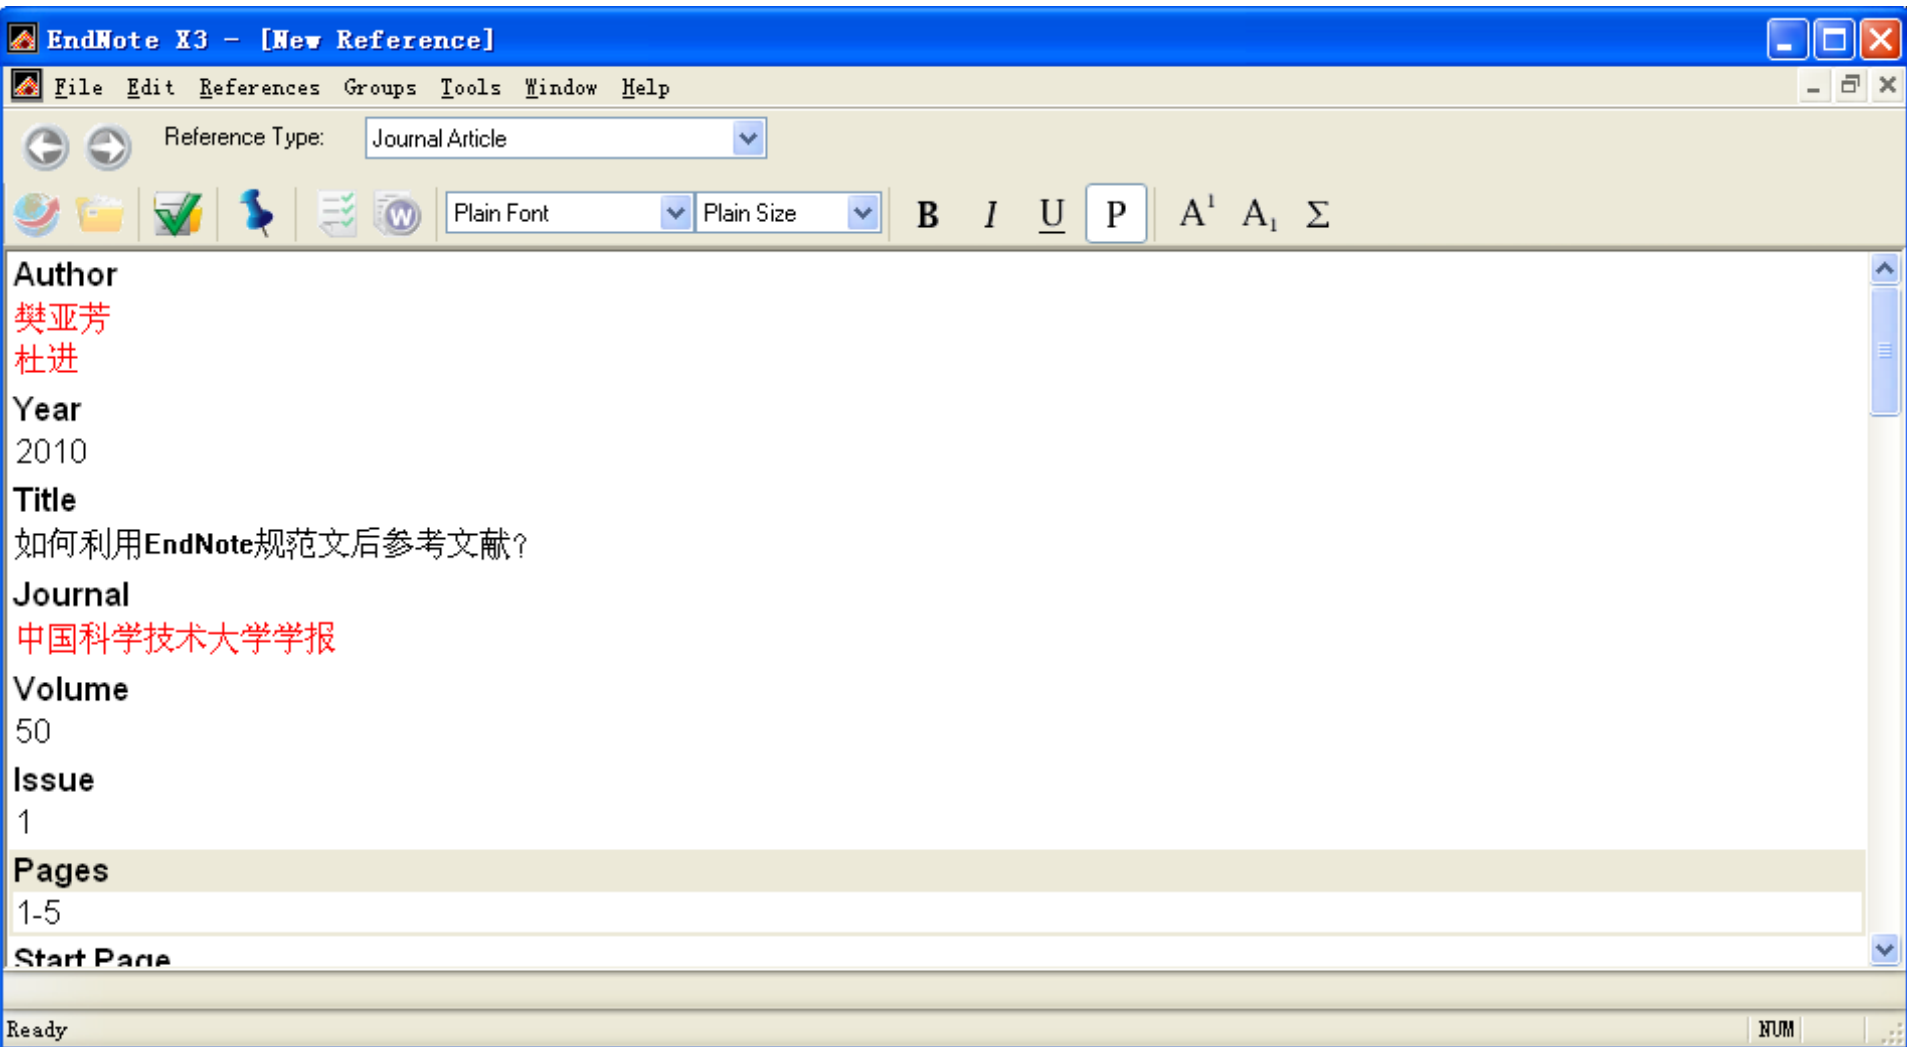 EndNote X3 - [New Reference]
File Edit References Groups Tools Window Help
Reference Type: Journal Article
Plain Font Plain Size B I U P A¹ A₁ Σ
Author
樊亚芳
杜进
Year
2010
Title
如何利用EndNote规范文后参考文献？
Journal
中国科学技术大学学报
Volume
50
Issue
1
Pages
1-5
Start Page
Ready NUM